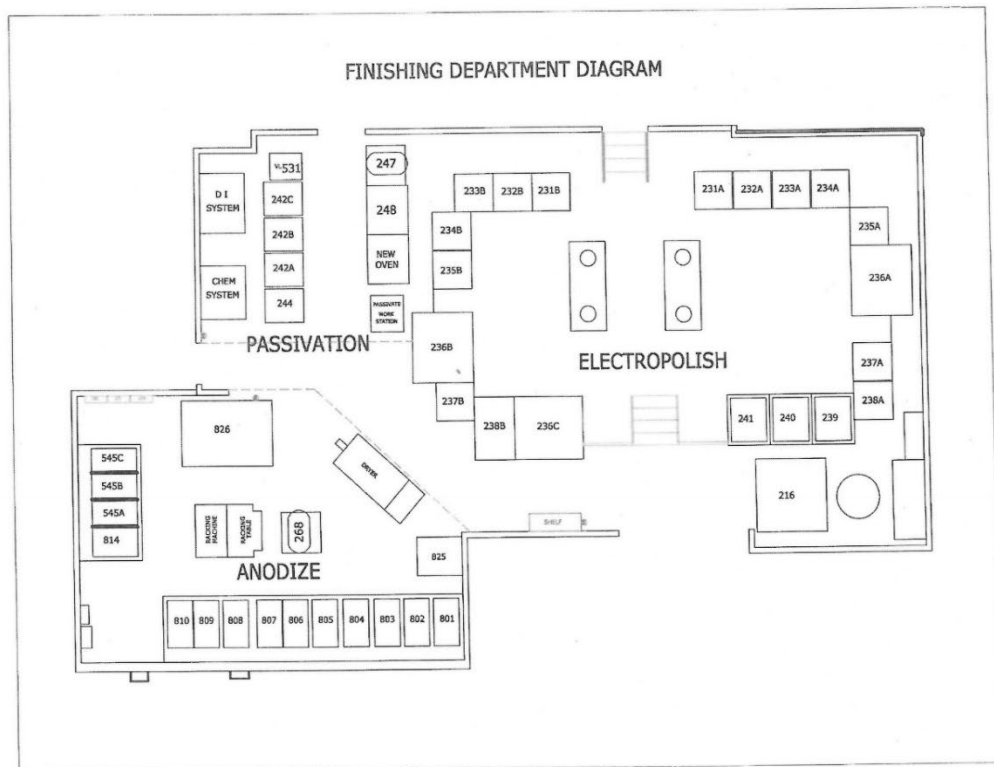 FINISHING DEPARTMENT DIAGRAM
531
247
D I
SYSTEM
242C
248
233B
232B
231B
231A
232A
233A
234A
242B
234B
235A
NEW
OVEN
CHEM
SYSTEM
242A
235B
236A
244
PASSIVATE
WORK
STATION
PASSIVATION
236B
ELECTROPOLISH
237A
237B
238A
826
238B
236C
241
240
239
545C
545B
545A
814
DRYER
216
RACKING
MACHINE
RACKING
TABLE
268
SHELF
ANODIZE
825
810
809
808
807
806
805
804
803
802
801